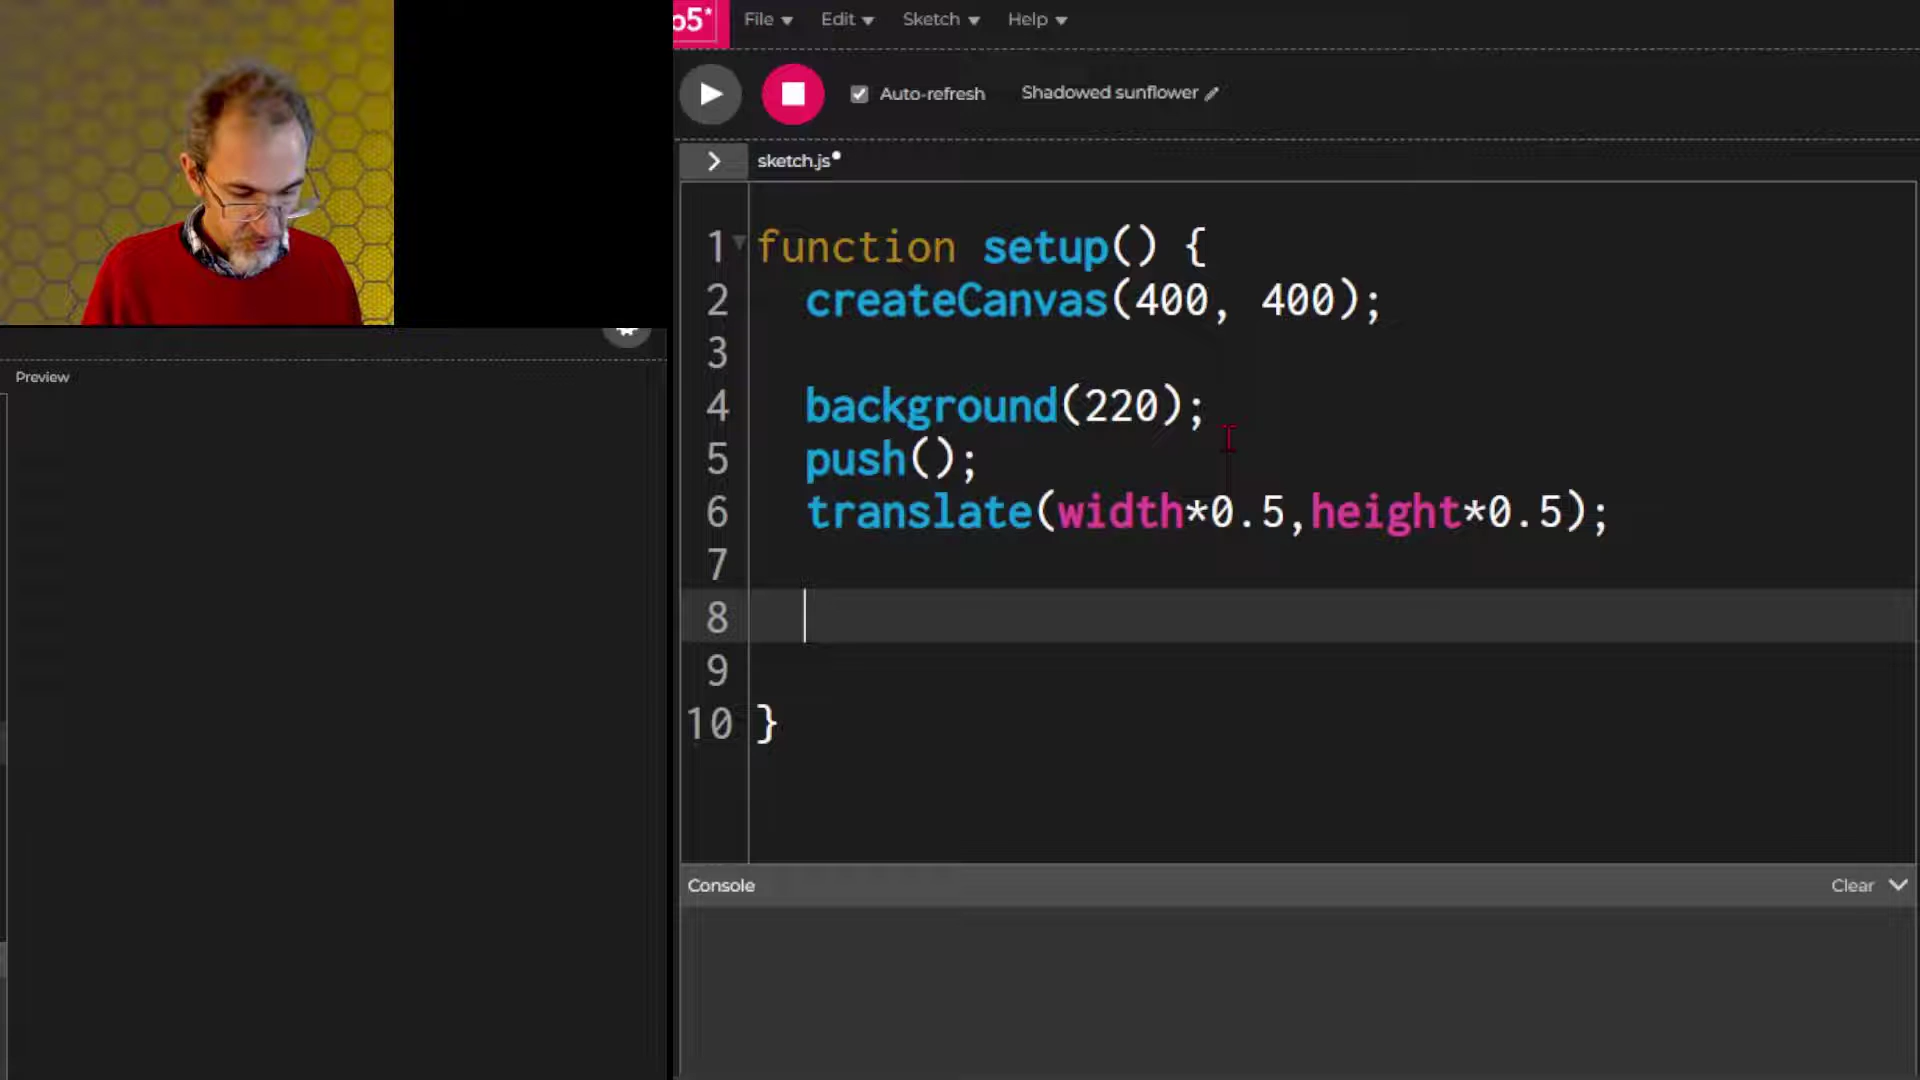 p5*
File
Edit
Sketch
Help
Auto-refresh
Shadowed sunflower
sketch.js
Preview
1 function setup() {
2 createCanvas(400, 400);
3
4 background(220);
5 push();
6 translate(width*0.5,height*0.5);
7
8
9
10 }
Console
Clear